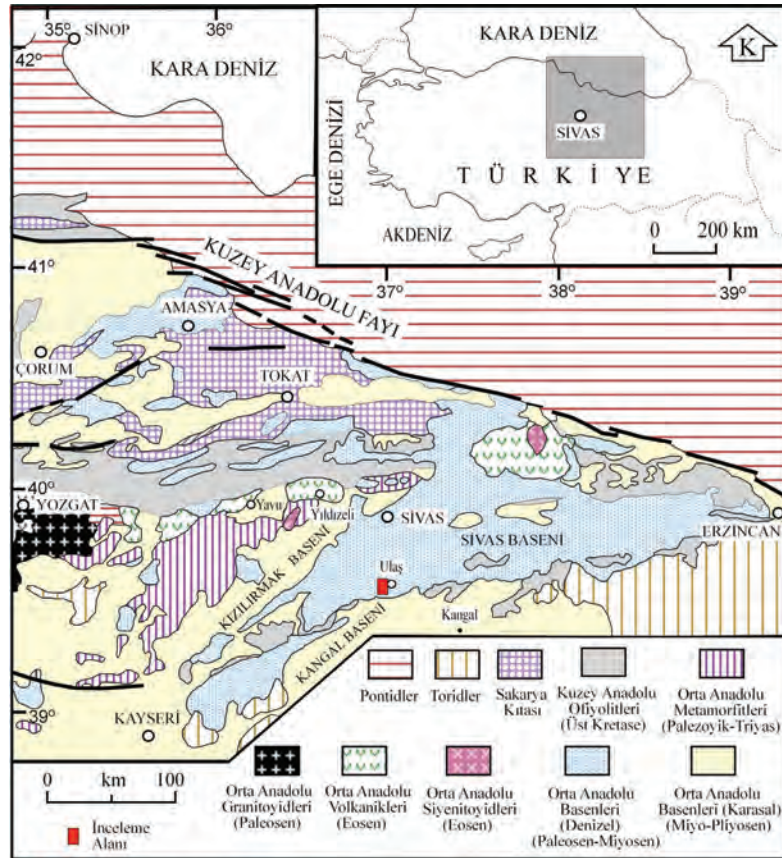 35° 36°
SİNOP
42°
KARA DENİZ
KARA DENİZ
K
EGE DENİZİ
SİVAS
T Ü R K İ Y E
AKDENİZ
0 200 km
41°
37° 38° 39°
KUZEY ANADOLU FAYI
AMASYA
ÇORUM
TOKAT
40°
YOZGAT
Yavu
Yıldızeli
SİVAS
SİVAS BASENİ
ERZİNCAN
KIZILIRMAK BASENİ
Ulaş
Kangal
KANGAL BASENİ
39°
KAYSERİ
0 km 100
İnceleme
Alanı
Pontidler
Toridler
Sakarya
Kıtası
Kuzey Anadolu
Ofiyolitleri
(Üst Kretase)
Orta Anadolu
Metamorfitleri
(Palezoyik-Triyas)
Orta Anadolu
Granitoyidleri
(Paleosen)
Orta Anadolu
Volkanikleri
(Eosen)
Orta Anadolu
Siyenitoyidleri
(Eosen)
Orta Anadolu
Basenleri
(Denizel)
(Paleosen-Miyosen)
Orta Anadolu
Basenleri (Karasal)
(Miyo-Pliyosen)